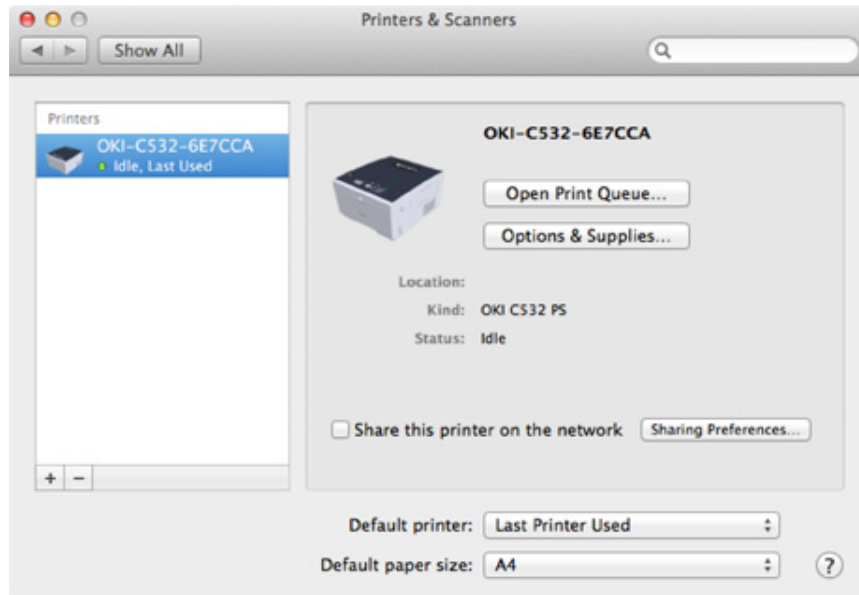 Printers & Scanners
Show All
Printers
OKI-C532-6E7CCA
Idle, Last Used
OKI-C532-6E7CCA
Open Print Queue...
Options & Supplies...
Location:
Kind: OKI C532 PS
Status: Idle
Share this printer on the network Sharing Preferences...
+ −
Default printer: Last Printer Used
Default paper size: A4
?